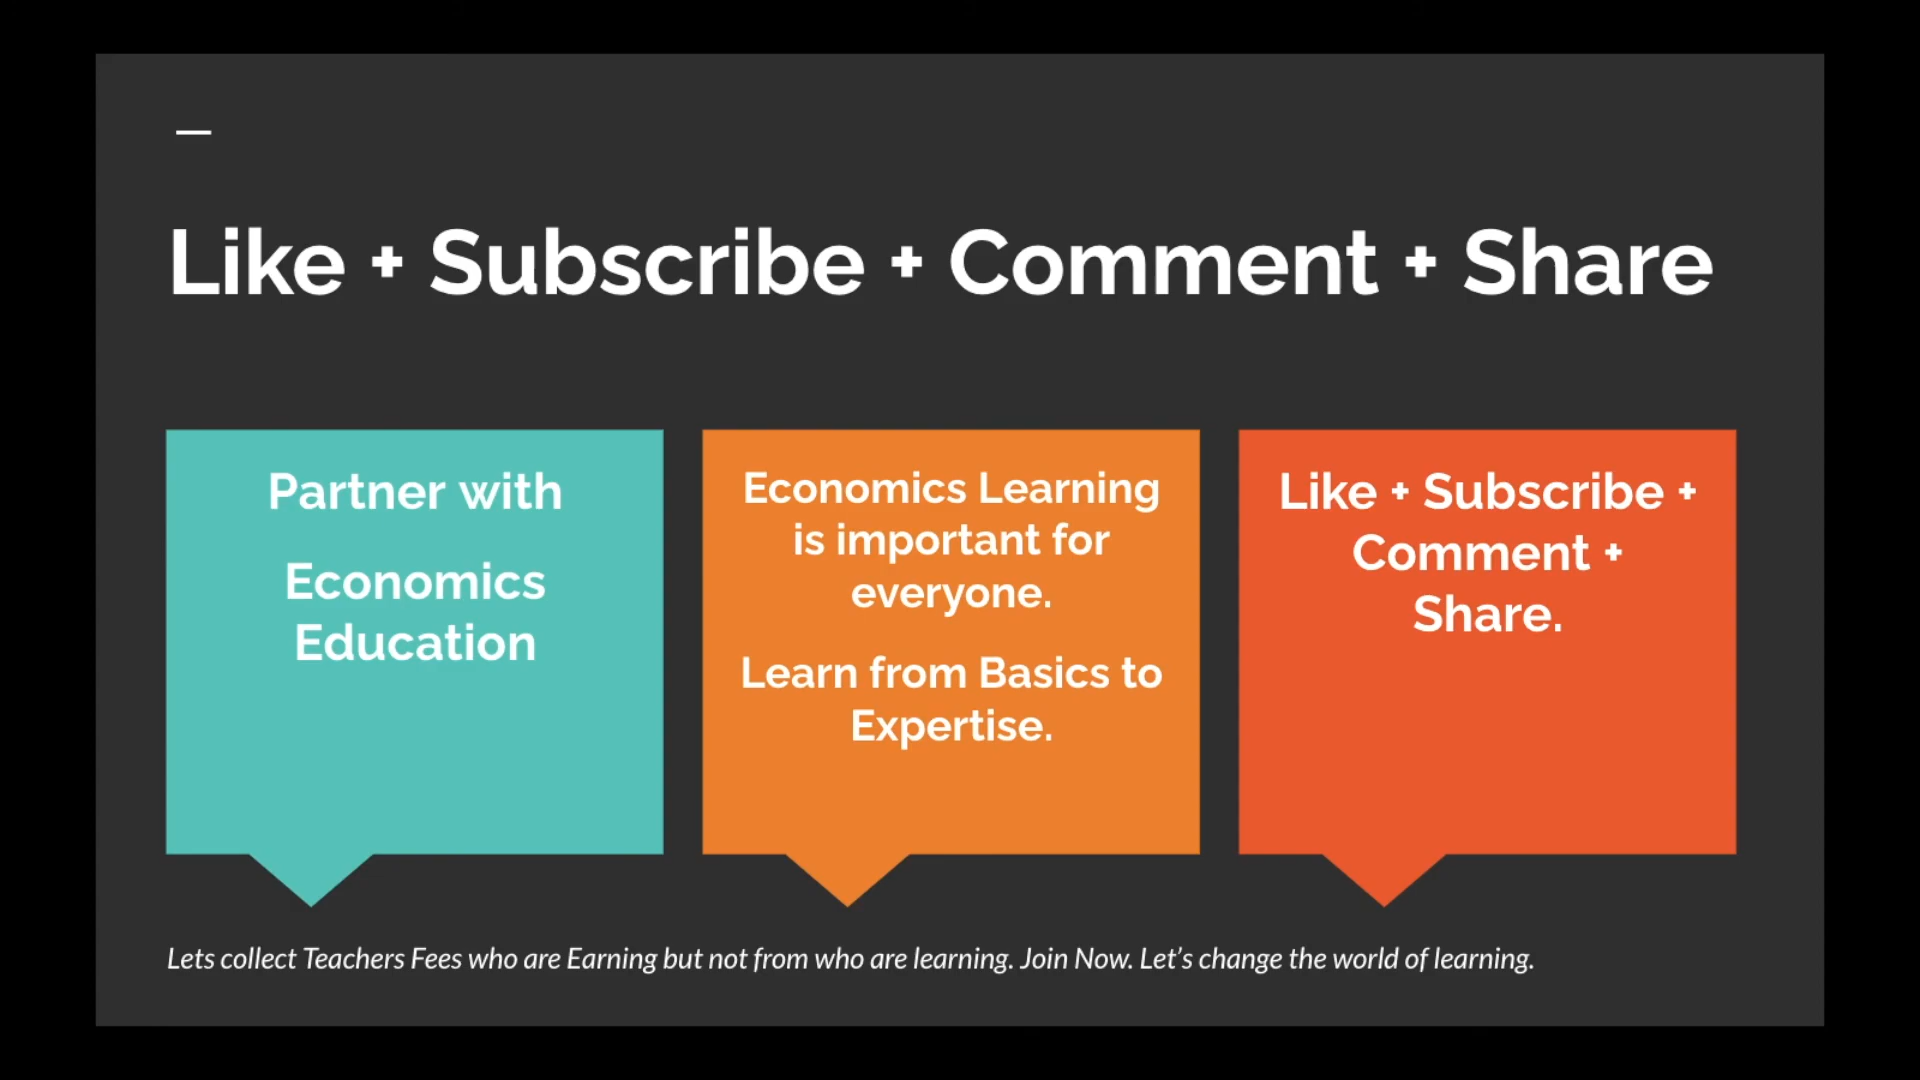 Like + Subscribe + Comment + Share
Partner with
Economics
Education
Economics Learning
is important for
everyone.
Learn from Basics to
Expertise.
Like + Subscribe +
Comment +
Share.
Lets collect Teachers Fees who are Earning but not from who are learning. Join Now. Let’s change the world of learning.